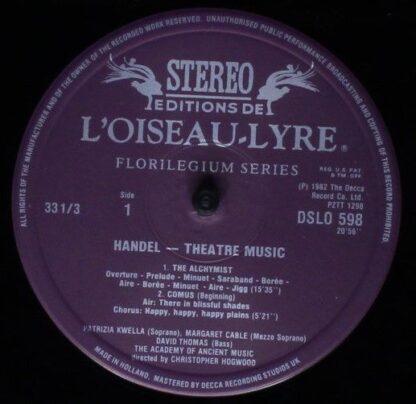 ALL RIGHTS OF THE MANUFACTURER AND OF THE OWNER OF THE RECORDED WORK RESERVED. UNAUTHORISED PUBLIC PERFORMANCE BROADCASTING AND COPYING OF THIS RECORD PROHIBITED.
STEREO
EDITIONS DE
L'OISEAU-LYRE®
FLORILEGIUM SERIES
REG U.S. PAT
& TM. OFF.
33 1/3
Side
1
(P) 1982 The Decca
Record Co. Ltd.
PZTT 1290
DSLO 598
20'56"
HANDEL — THEATRE MUSIC
1. THE ALCHYMIST
Overture - Prelude - Minuet - Saraband - Borée -
Aire - Borée - Minuet - Aire - Jigg (15'35")
2. COMUS (Beginning)
Air: There in blissful shades
Chorus: Happy, happy, happy plains (5'21")
PATRIZIA KWELLA (Soprano), MARGARET CABLE (Mezzo Soprano)
DAVID THOMAS (Bass)
THE ACADEMY OF ANCIENT MUSIC
directed by CHRISTOPHER HOGWOOD
MADE IN HOLLAND. MASTERED BY DECCA RECORDING STUDIOS UK